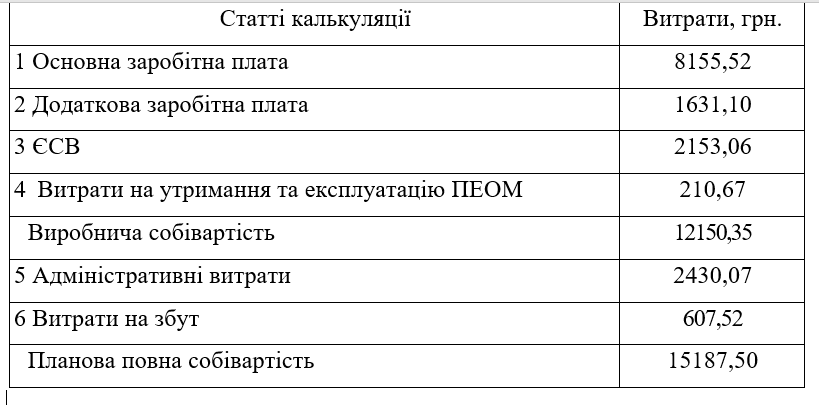 Статті калькуляції Витрати, грн.
1 Основна заробітна плата 8155,52
2 Додаткова заробітна плата 1631,10
3 ЄСВ 2153,06
4 Витрати на утримання та експлуатацію ПЕОМ 210,67
Виробнича собівартість 12150,35
5 Адміністративні витрати 2430,07
6 Витрати на збут 607,52
Планова повна собівартість 15187,50